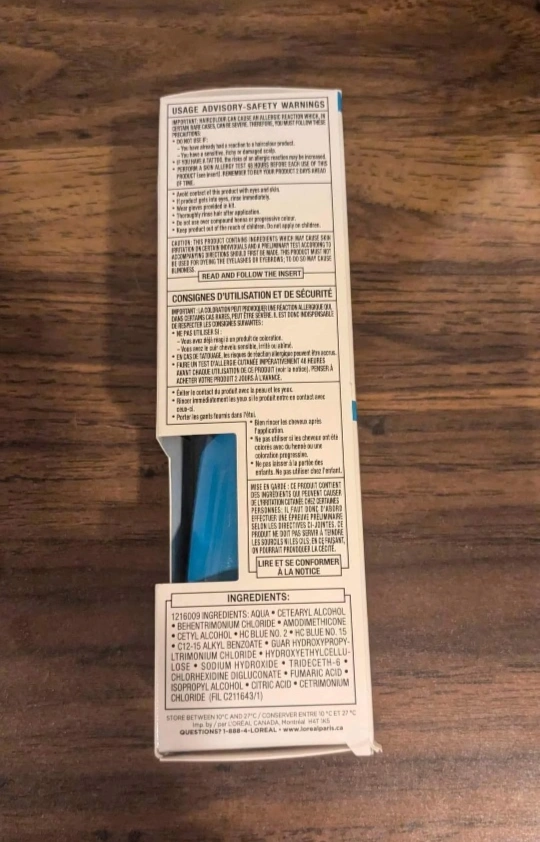 USAGE ADVISORY-SAFETY WARNINGS
IMPORTANT: HAIRCOLOUR CAN CAUSE AN ALLERGIC REACTION WHICH, IN
CERTAIN RARE CASES, CAN BE SEVERE. THEREFORE, YOU MUST FOLLOW THESE
PRECAUTIONS:
• DO NOT USE IF:
- You have already had a reaction to a haircolour product.
- You have a sensitive, itchy or damaged scalp.
• IF YOU HAVE A TATTOO, the risks of an allergic reaction may be increased.
• PERFORM A SKIN ALLERGY TEST 48 HOURS BEFORE EACH USE OF THIS
PRODUCT (see insert). REMEMBER TO BUY YOUR PRODUCT 2 DAYS AHEAD
OF TIME.
• Avoid contact of this product with eyes and skin.
• If product gets into eyes, rinse immediately.
• Wear gloves provided in kit.
• Thoroughly rinse hair after application.
• Do not use over compound henna or progressive colour.
• Keep product out of the reach of children. Do not apply on children.
CAUTION: THIS PRODUCT CONTAINS INGREDIENTS WHICH MAY CAUSE SKIN
IRRITATION ON CERTAIN INDIVIDUALS AND A PRELIMINARY TEST ACCORDING TO
ACCOMPANYING DIRECTIONS SHOULD FIRST BE MADE. THIS PRODUCT MUST NOT
BE USED FOR DYEING THE EYELASHES OR EYEBROWS; TO DO SO MAY CAUSE
BLINDNESS.
READ AND FOLLOW THE INSERT
CONSIGNES D'UTILISATION ET DE SÉCURITÉ
IMPORTANT: LA COLORATION PEUT PROVOQUER UNE RÉACTION ALLERGIQUE QUI,
DANS CERTAINS CAS RARES, PEUT ÊTRE SÉVÈRE. IL EST DONC INDISPENSABLE
DE RESPECTER LES CONSIGNES SUIVANTES :
• NE PAS UTILISER SI :
- Vous avez déjà réagi à un produit de coloration.
- Vous avez le cuir chevelu sensible, irrité ou abîmé.
• EN CAS DE TATOUAGE, les risques de réaction allergique peuvent être accrus.
• FAIRE UN TEST D'ALLERGIE CUTANÉE IMPÉRATIVEMENT 48 HEURES
AVANT CHAQUE UTILISATION DE CE PRODUIT (voir la notice). PENSER À
ACHETER VOTRE PRODUIT 2 JOURS À L'AVANCE.
• Éviter le contact du produit avec la peau et les yeux.
• Rincer immédiatement les yeux si le produit entre en contact avec
ceux-ci.
• Porter les gants fournis dans l'étui.
• Bien rincer les cheveux après
l'application.
• Ne pas utiliser si les cheveux ont été
colorés avec du henné ou une
coloration progressive.
• Ne pas laisser à la portée des
enfants. Ne pas utiliser chez l'enfant.
MISE EN GARDE : CE PRODUIT CONTIENT
DES INGRÉDIENTS QUI PEUVENT CAUSER
DE L'IRRITATION CUTANÉE CHEZ CERTAINES
PERSONNES; IL FAUT DONC D'ABORD
EFFECTUER UNE ÉPREUVE PRÉLIMINAIRE
SELON LES DIRECTIVES CI-JOINTES. CE
PRODUIT NE DOIT PAS SERVIR À TEINDRE
LES SOURCILS NI LES CILS; EN CE FAISANT,
ON POURRAIT PROVOQUER LA CÉCITÉ.
LIRE ET SE CONFORMER
À LA NOTICE
INGREDIENTS:
1216009 INGREDIENTS: AQUA • CETEARYL ALCOHOL
• BEHENTRIMONIUM CHLORIDE • AMODIMETHICONE
• CETYL ALCOHOL • HC BLUE NO. 2 • HC BLUE NO. 15
• C12-15 ALKYL BENZOATE • GUAR HYDROXYPROPY-
LTRIMONIUM CHLORIDE • HYDROXYETHYLCELLU-
LOSE • SODIUM HYDROXIDE • TRIDECETH-6 •
CHLORHEXIDINE DIGLUCONATE • FUMARIC ACID •
ISOPROPYL ALCOHOL • CITRIC ACID • CETRIMONIUM
CHLORIDE (FIL C211643/1)
STORE BETWEEN 10°C AND 27°C / CONSERVER ENTRE 10 °C ET 27 °C
Imp. by / par L'OREAL CANADA, Montréal H4T 1K5
QUESTIONS? 1-888-4-LOREAL • www.lorealparis.ca